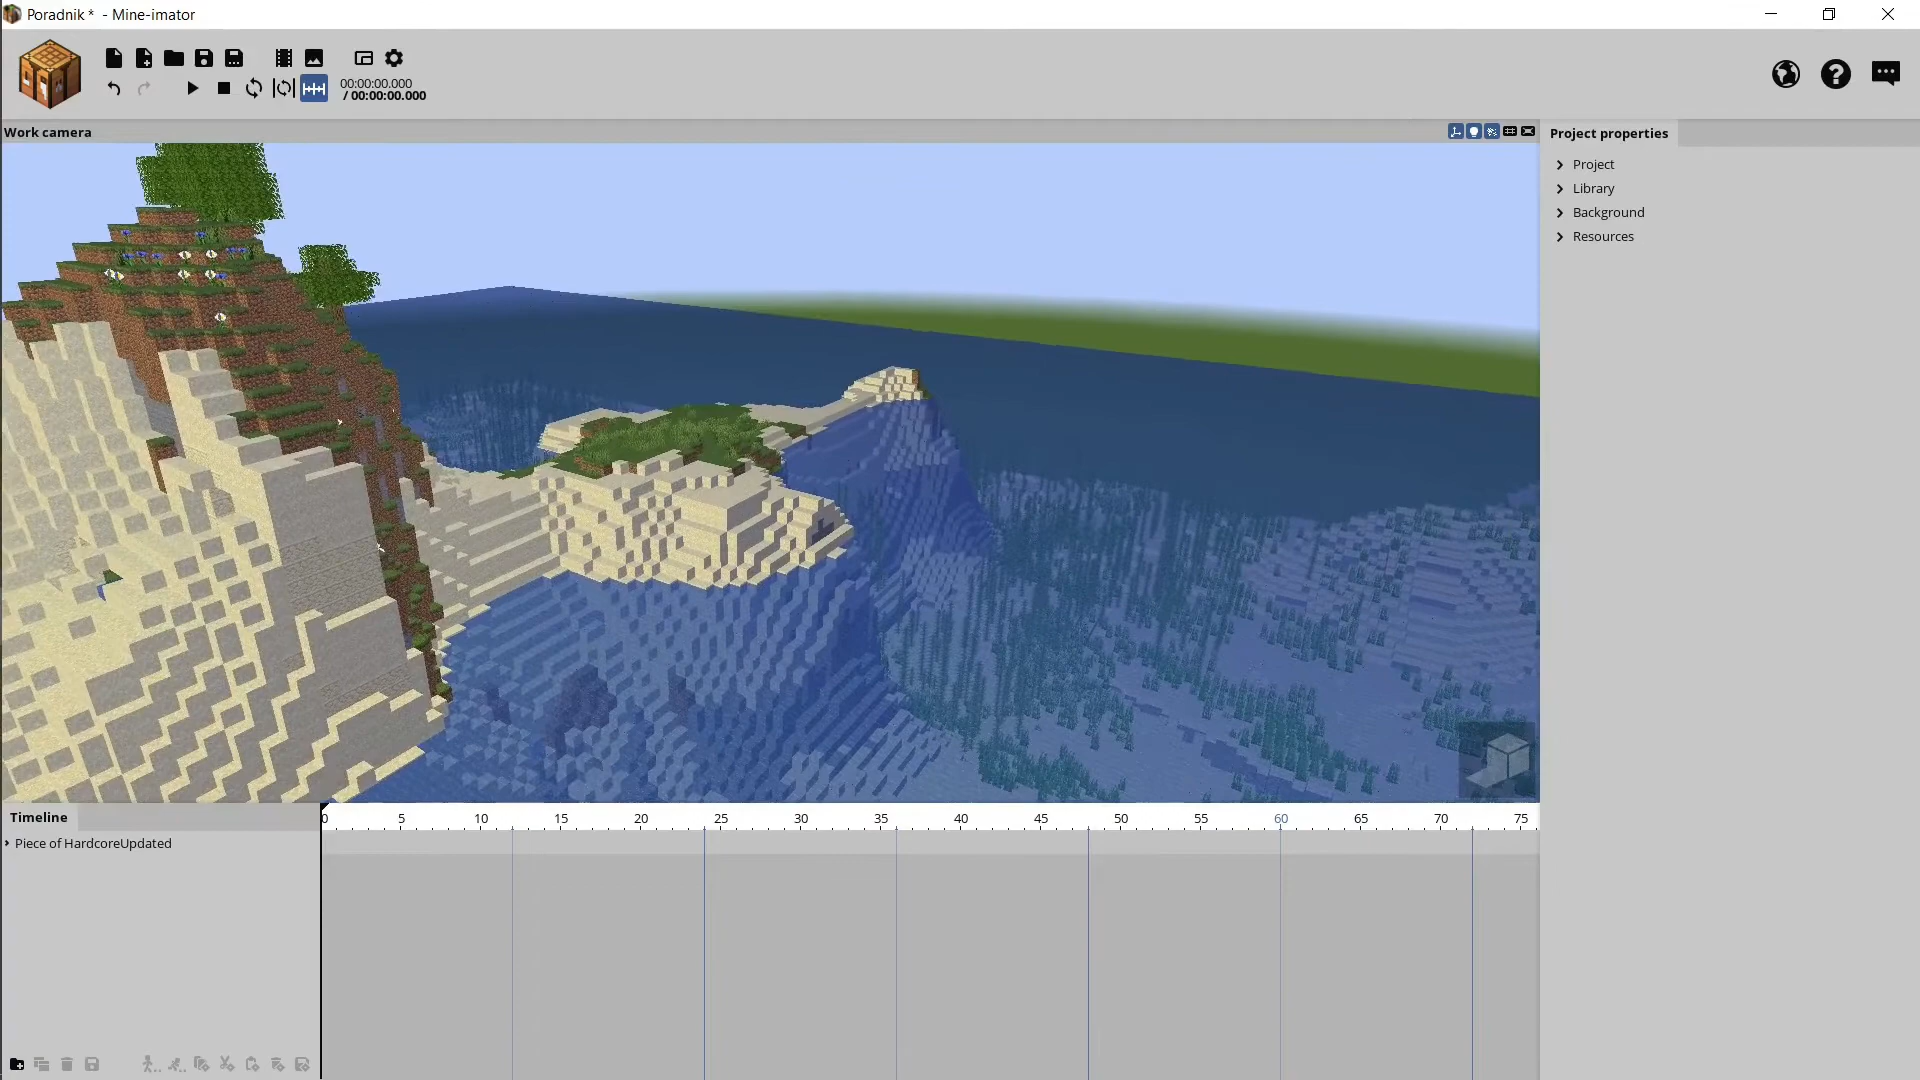 Poradnik * - Mine-imator
00:00:00.000
/ 00:00:00.000
Work camera
Project properties
Project
Library
Background
Resources
Timeline
0 5 10 15 20 25 30 35 40 45 50 55 60 65 70 75
Piece of HardcoreUpdated